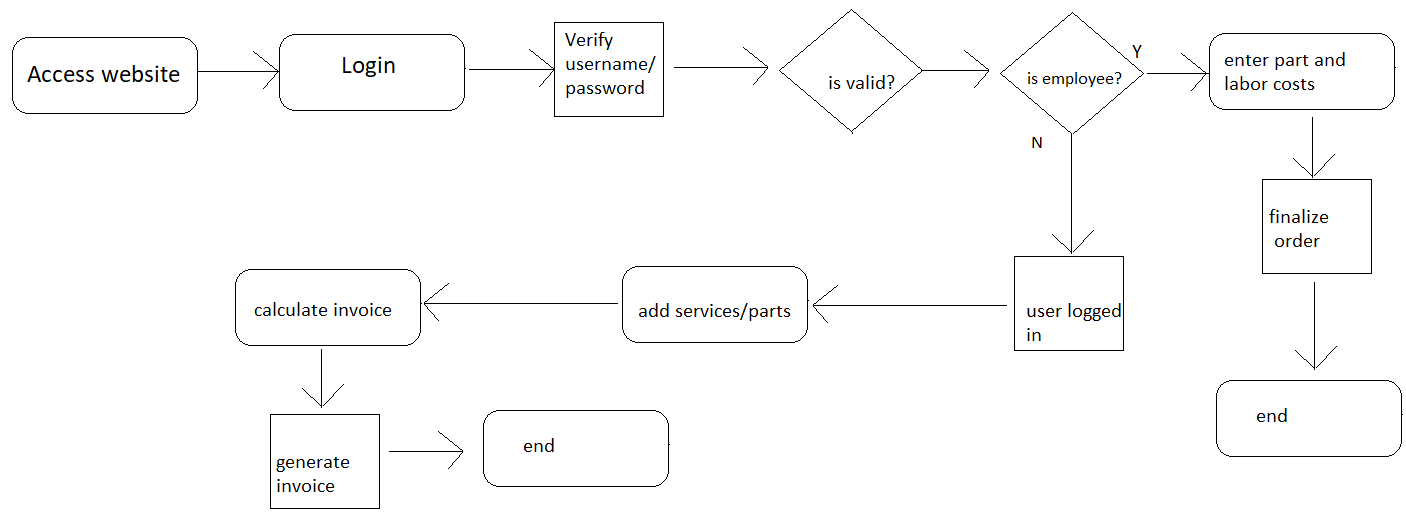 Access website
Login
Verify
username/
password
is valid?
is employee?
Y
N
enter part and
labor costs
finalize
order
end
user logged
in
add services/parts
calculate invoice
generate
invoice
end